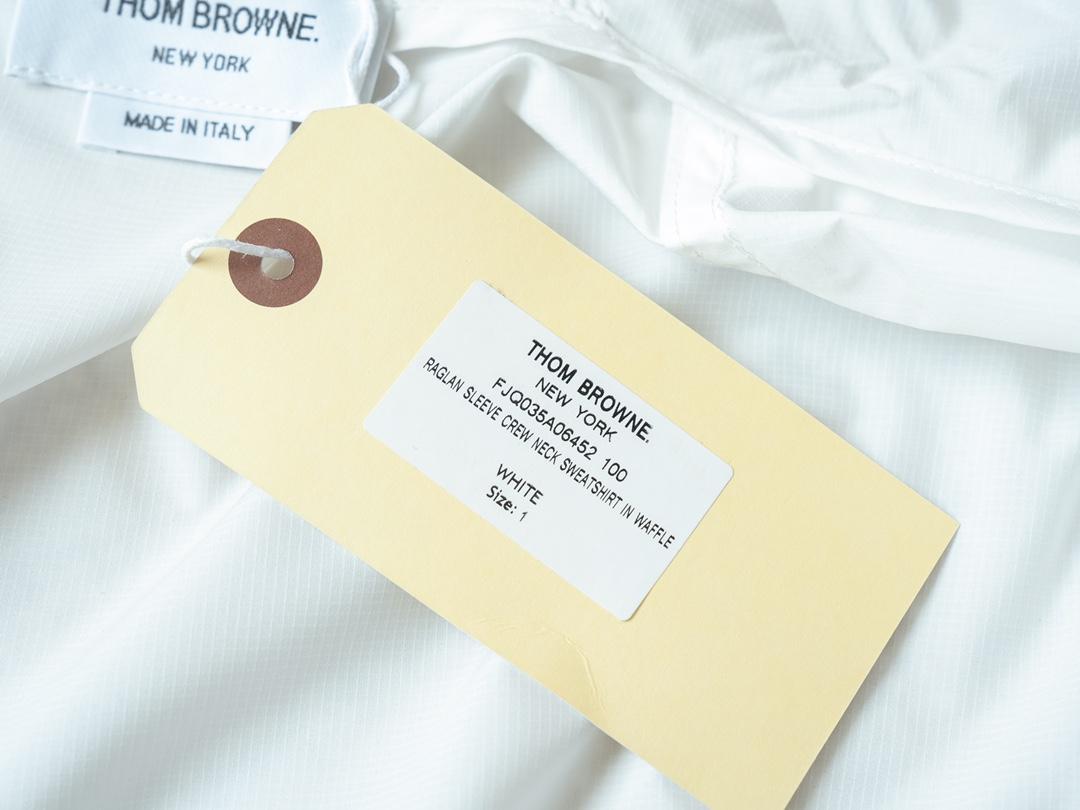 THOM BROWNE.
NEW YORK
MADE IN ITALY
THOM BROWNE.
NEW YORK
FJQ035A06452 100
RAGLAN SLEEVE CREW NECK SWEATSHIRT IN WAFFLE
WHITE
Size: 1